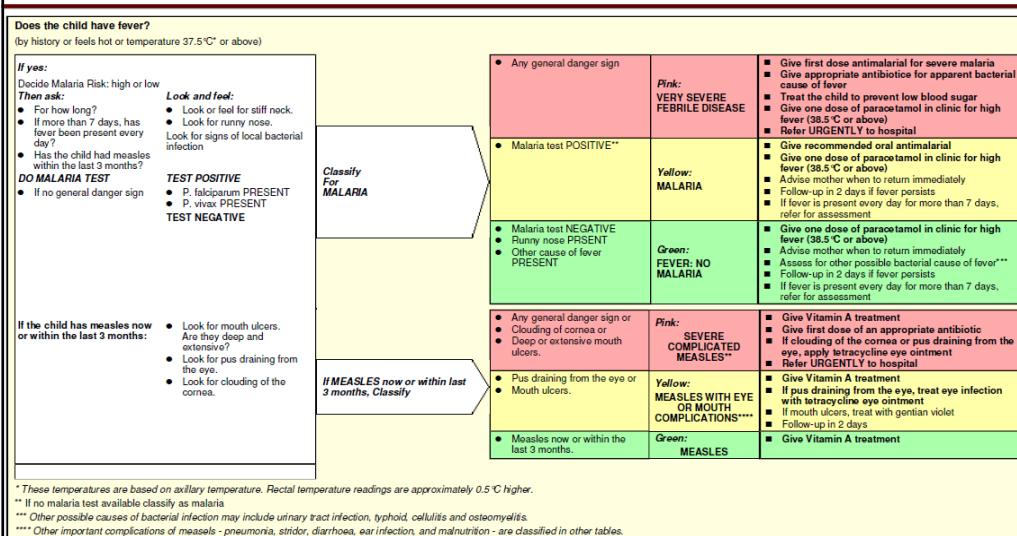 Does the child have fever?
(by history or feels hot or temperature 37.5°C* or above)
If yes:
Decide Malaria Risk: high or low
Then ask:
● For how long?
● If more than 7 days, has
fever been present every
day?
● Has the child had measles
within the last 3 months?
DO MALARIA TEST
● If no general danger sign
Look and feel:
● Look or feel for stiff neck.
● Look for runny nose.
Look for signs of local bacterial
infection
TEST POSITIVE
● P. falciparum PRESENT
● P. vivax PRESENT
TEST NEGATIVE
Classify
For
MALARIA
● Any general danger sign
Pink:
VERY SEVERE
FEBRILE DISEASE
■ Give first dose antimalarial for severe malaria
■ Give appropriate antibiotice for apparent bacterial
cause of fever
■ Treat the child to prevent low blood sugar
■ Give one dose of paracetamol in clinic for high
fever (38.5°C or above)
■ Refer URGENTLY to hospital
● Malaria test POSITIVE**
Yellow:
MALARIA
■ Give recommended oral antimalarial
■ Give one dose of paracetamol in clinic for high
fever (38.5°C or above)
■ Advise mother when to return immediately
■ Follow-up in 2 days if fever persists
■ If fever is present every day for more than 7 days,
refer for assessment
● Malaria test NEGATIVE
● Runny nose PRSENT
● Other cause of fever
PRESENT
Green:
FEVER: NO
MALARIA
■ Give one dose of paracetamol in clinic for high
fever (38.5°C or above)
■ Advise mother when to return immediately
■ Assess for other possible bacterial cause of fever***
■ Follow-up in 2 days if fever persists
■ If fever is present every day for more than 7 days,
refer for assessment
If the child has measles now
or within the last 3 months:
● Look for mouth ulcers.
Are they deep and
extensive?
● Look for pus draining from
the eye.
● Look for clouding of the
cornea.
If MEASLES now or within last
3 months, Classify
● Any general danger sign or
● Clouding of cornea or
● Deep or extensive mouth
ulcers.
Pink:
SEVERE
COMPLICATED
MEASLES**
■ Give Vitamin A treatment
■ Give first dose of an appropriate antibiotic
■ If clouding of the cornea or pus draining from the
eye, apply tetracycline eye ointment
■ Refer URGENTLY to hospital
● Pus draining from the eye or
● Mouth ulcers.
Yellow:
MEASLES WITH EYE
OR MOUTH
COMPLICATIONS****
■ Give Vitamin A treatment
■ If pus draining from the eye, treat eye infection
with tetracycline eye ointment
■ If mouth ulcers, treat with gentian violet
■ Follow-up in 2 days
● Measles now or within the
last 3 months.
Green:
MEASLES
■ Give Vitamin A treatment
* These temperatures are based on axillary temperature. Rectal temperature readings are approximately 0.5°C higher.
** If no malaria test available classify as malaria
*** Other possible causes of bacterial infection may include urinary tract infection, typhoid, cellulitis and osteomyelitis.
**** Other important complications of measels - pneumonia, stridor, diarrhoea, ear infection, and malnutrition - are classified in other tables.